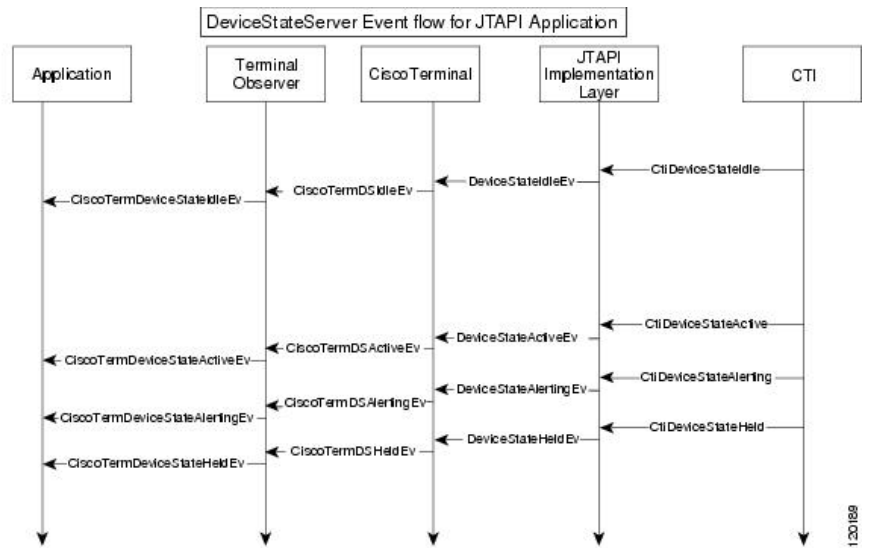 DeviceStateServer Event flow for JTAPI Application
Application
Terminal
Observer
CiscoTerminal
JTAPI
Implementation
Layer
CTI
CtiDeviceStateIdle
DeviceStateIdleEv
CiscoTermDSIdleEv
CiscoTermDeviceStateIdleEv
CtiDeviceStateActive
DeviceStateActiveEv
CiscoTermDSActiveEv
CiscoTermDeviceStateActiveEv
CtiDeviceStateAlerting
DeviceStateAlertingEv
CiscoTermDSAlertingEv
CiscoTermDeviceStateAlertingEv
CtiDeviceStateHeld
DeviceStateHeldEv
CiscoTermDSHeldEv
CiscoTermDeviceStateHeldEv
120189